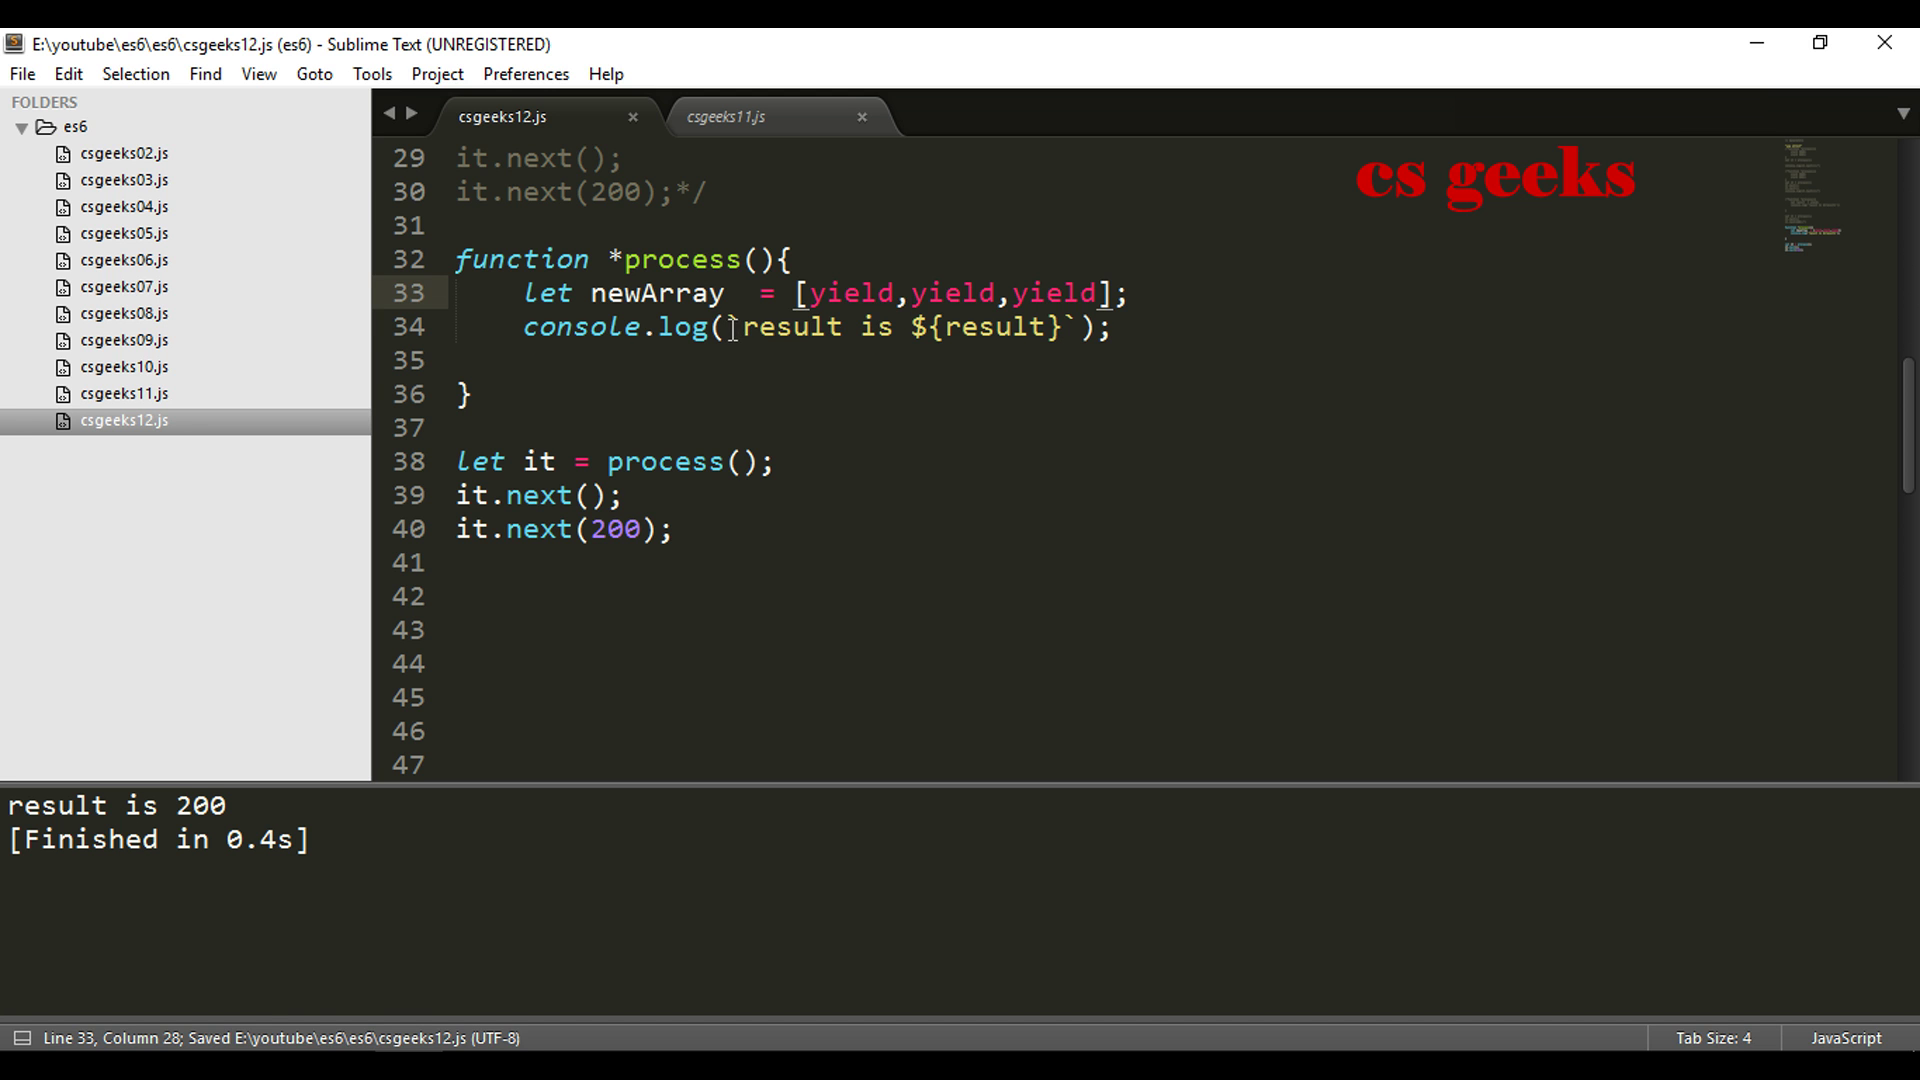 E:\youtube\es6\es6\csgeeks12.js (es6) - Sublime Text (UNREGISTERED)
File Edit Selection Find View Goto Tools Project Preferences Help
FOLDERS
es6
csgeeks02.js
csgeeks03.js
csgeeks04.js
csgeeks05.js
csgeeks06.js
csgeeks07.js
csgeeks08.js
csgeeks09.js
csgeeks10.js
csgeeks11.js
csgeeks12.js
csgeeks12.js × csgeeks11.js ×
cs geeks
29 it.next();
30 it.next(200);*/
31
32 function *process(){
33 let newArray  = [yield,yield,yield];
34 console.log(`result is ${result}`);
35
36 }
37
38 let it = process();
39 it.next();
40 it.next(200);
41
42
43
44
45
46
47
result is 200
[Finished in 0.4s]
Line 33, Column 28; Saved E:\youtube\es6\es6\csgeeks12.js (UTF-8) Tab Size: 4 JavaScript